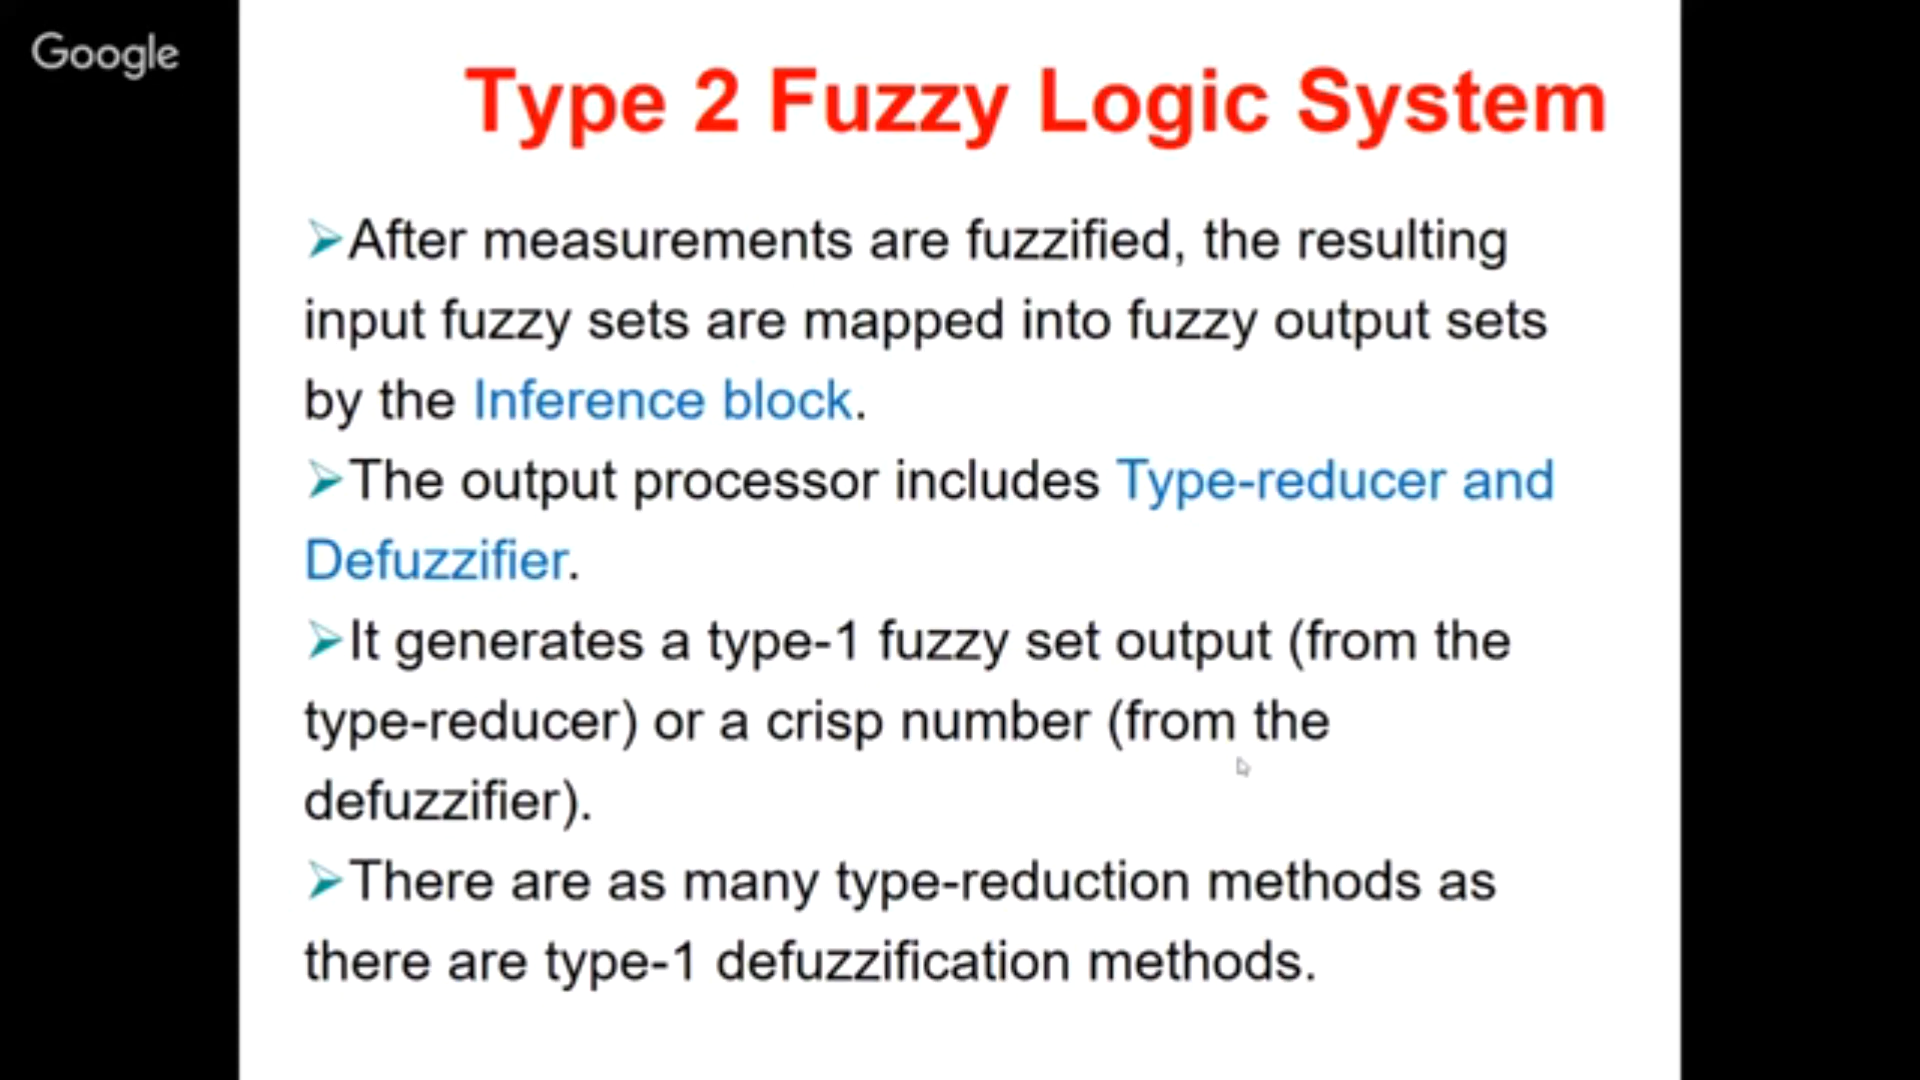 Google
Type 2 Fuzzy Logic System
➢After measurements are fuzzified, the resulting
input fuzzy sets are mapped into fuzzy output sets
by the Inference block.
➢The output processor includes Type-reducer and
Defuzzifier.
➢It generates a type-1 fuzzy set output (from the
type-reducer) or a crisp number (from the
defuzzifier).
➢There are as many type-reduction methods as
there are type-1 defuzzification methods.